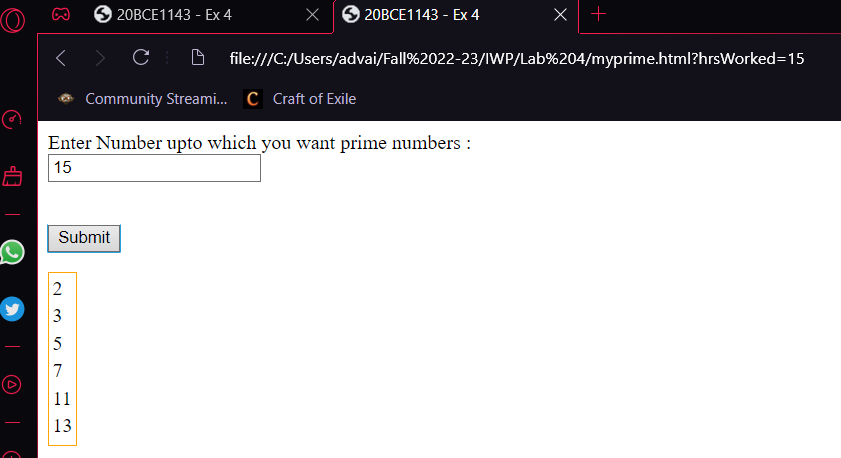 20BCE1143 - Ex 4
20BCE1143 - Ex 4
file:///C:/Users/advai/Fall%2022-23/IWP/Lab%204/myprime.html?hrsWorked=15
Community Streami...
C Craft of Exile
Enter Number upto which you want prime numbers :
15
Submit
2
3
5
7
11
13